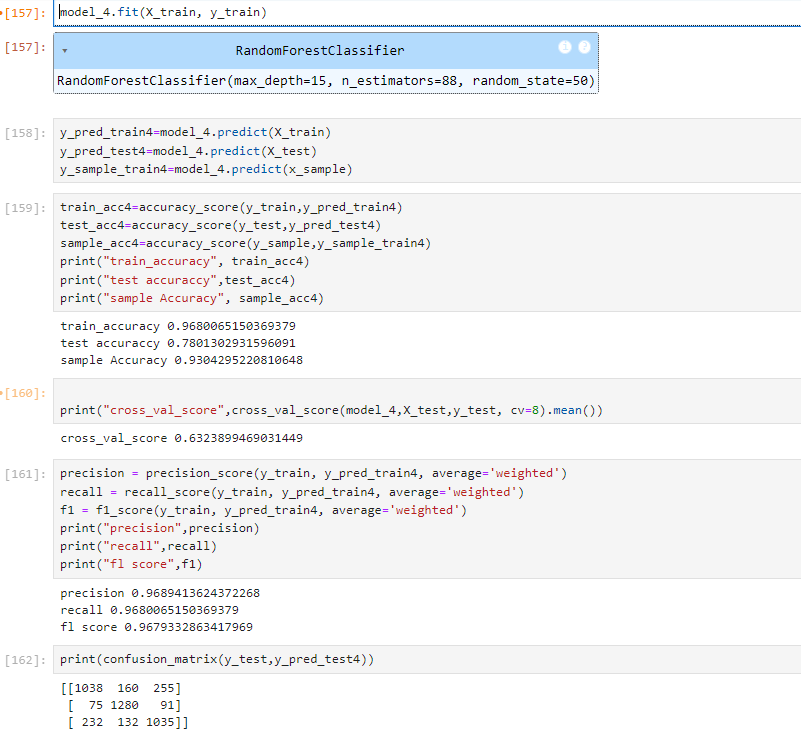 [157]: model_4.fit(X_train, y_train)
[157]: RandomForestClassifier i ?
RandomForestClassifier(max_depth=15, n_estimators=88, random_state=50)
[158]: y_pred_train4=model_4.predict(X_train)
y_pred_test4=model_4.predict(X_test)
y_sample_train4=model_4.predict(x_sample)
[159]: train_acc4=accuracy_score(y_train,y_pred_train4)
test_acc4=accuracy_score(y_test,y_pred_test4)
sample_acc4=accuracy_score(y_sample,y_sample_train4)
print("train_accuracy", train_acc4)
print("test accuraccy",test_acc4)
print("sample Accuracy", sample_acc4)
train_accuracy 0.9680065150369379
test accuraccy 0.7801302931596091
sample Accuracy 0.9304295220810648
[160]:
print("cross_val_score",cross_val_score(model_4,X_test,y_test, cv=8).mean())
cross_val_score 0.6323899469031449
[161]: precision = precision_score(y_train, y_pred_train4, average='weighted')
recall = recall_score(y_train, y_pred_train4, average='weighted')
f1 = f1_score(y_train, y_pred_train4, average='weighted')
print("precision",precision)
print("recall",recall)
print("fl score",f1)
precision 0.9689413624372268
recall 0.9680065150369379
fl score 0.9679332863417969
[162]: print(confusion_matrix(y_test,y_pred_test4))
[[1038 160 255]
[ 75 1280 91]
[ 232 132 1035]]